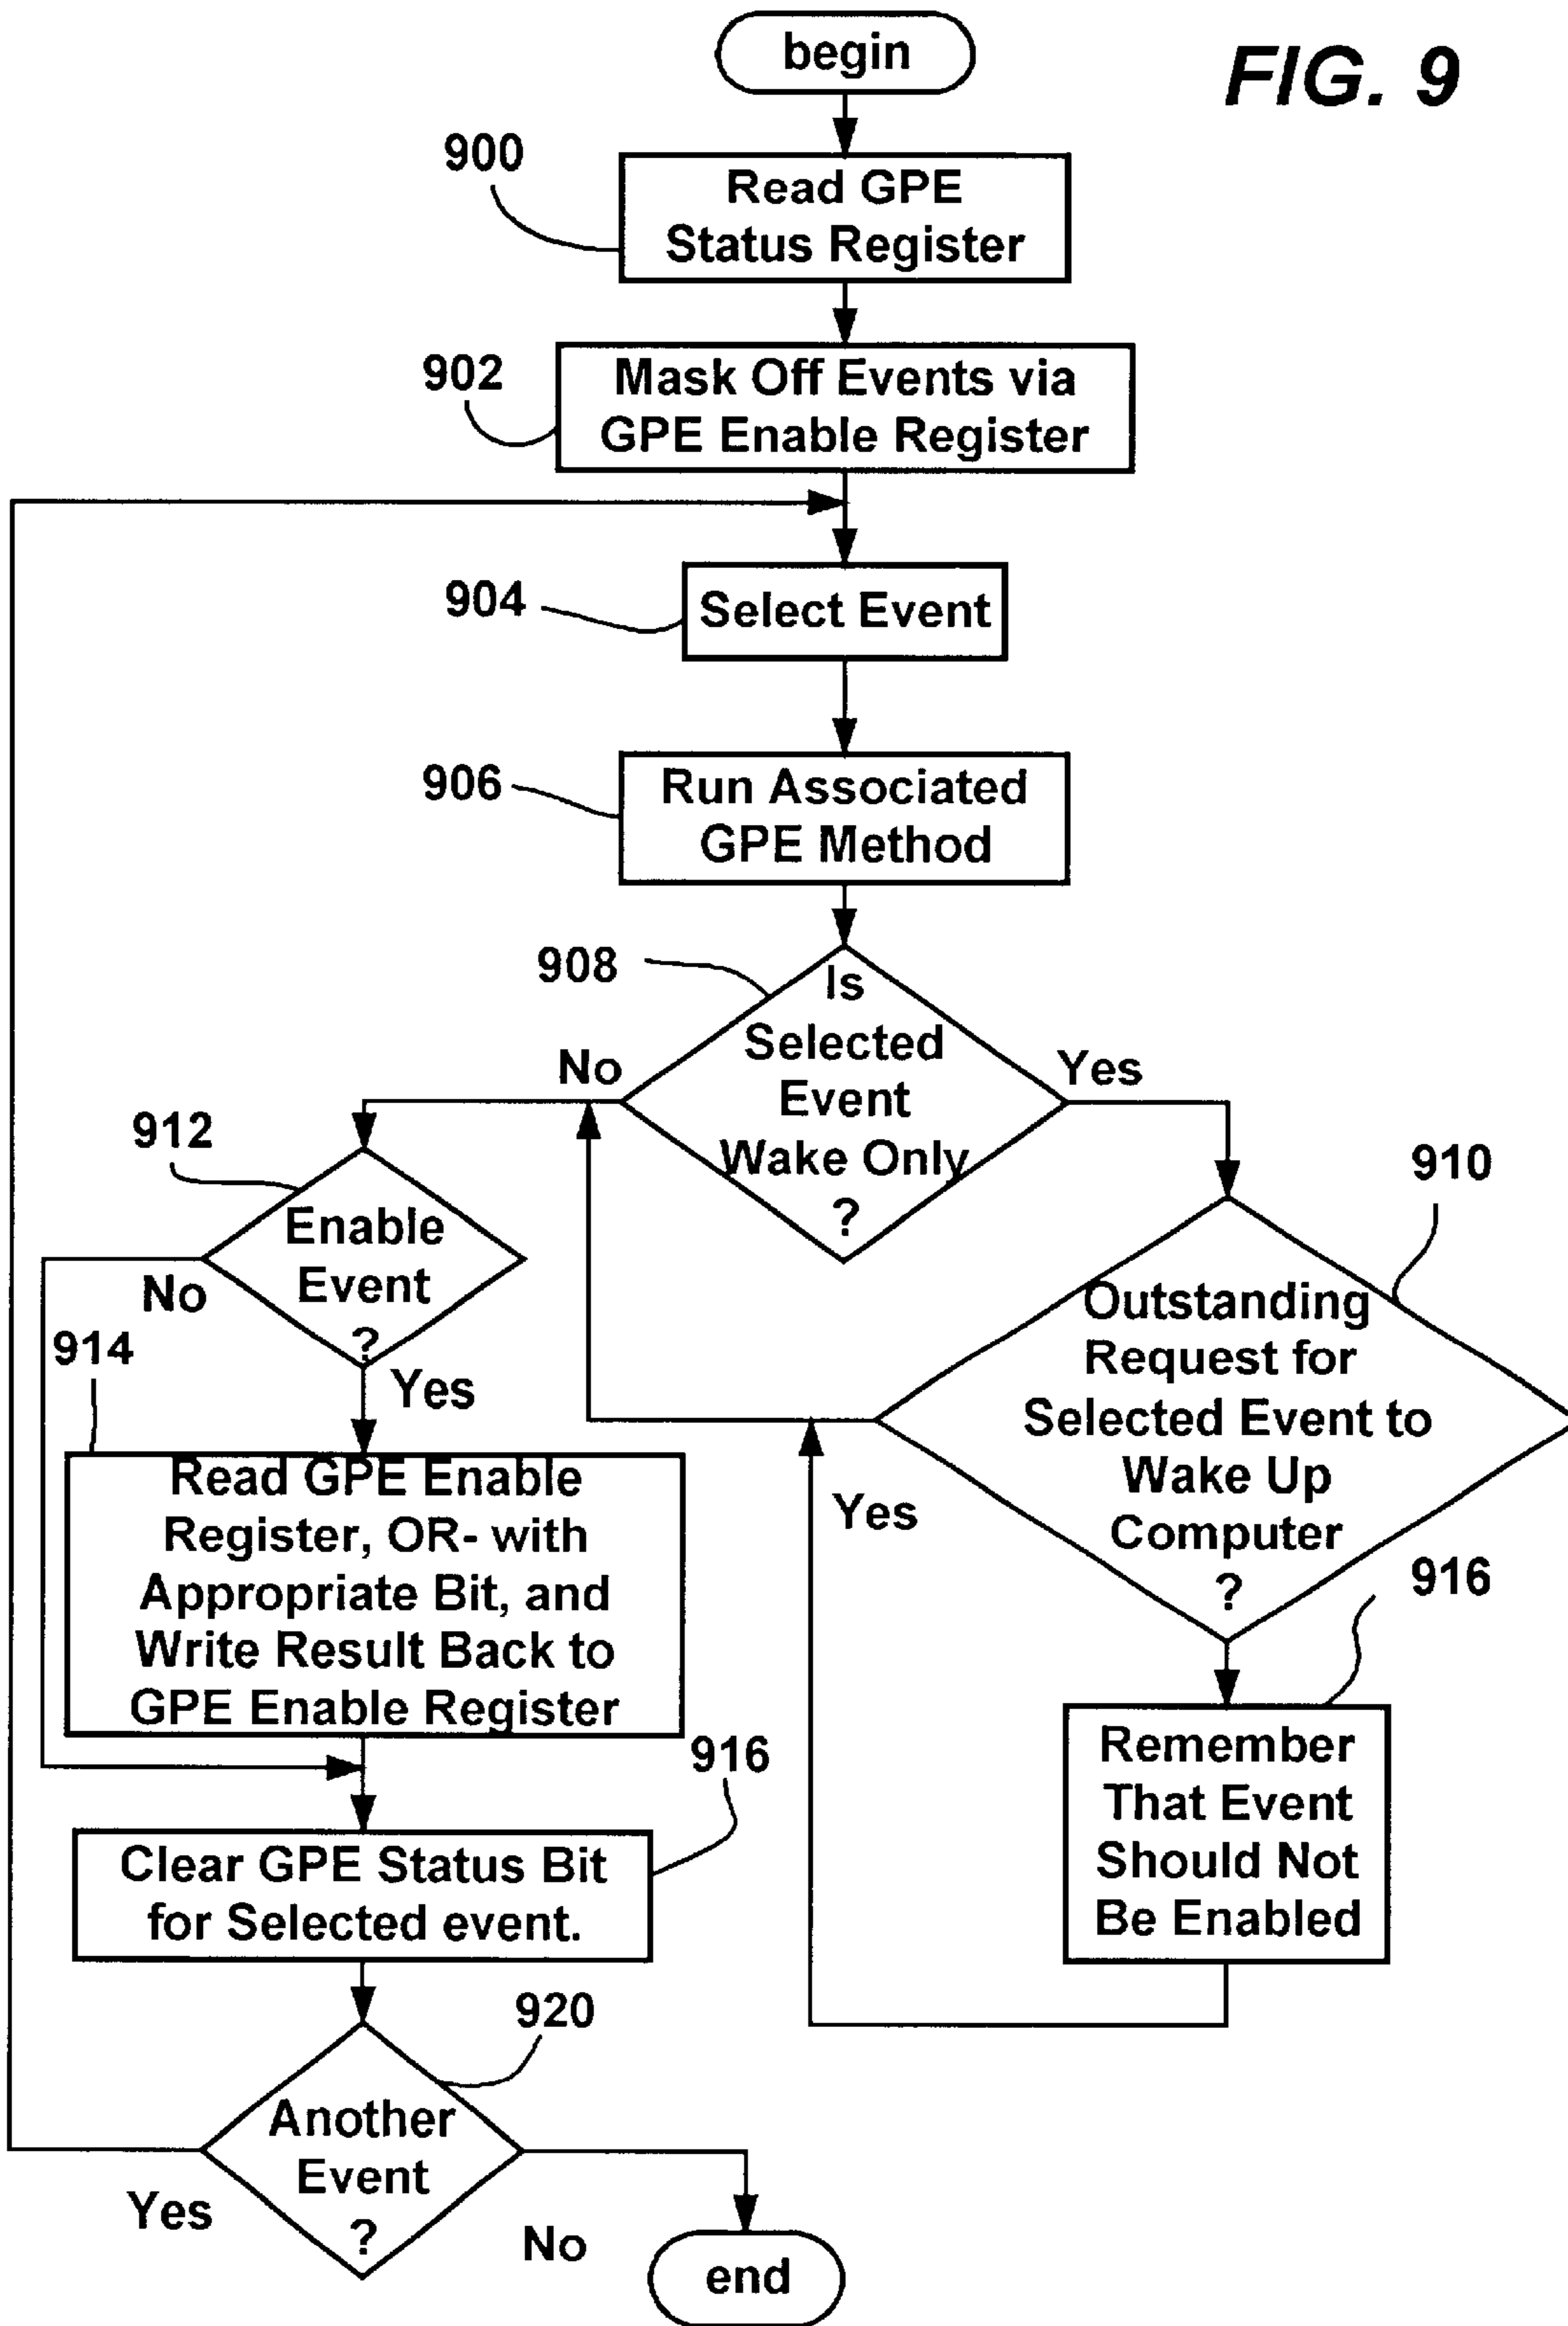 begin
FIG. 9
900
Read GPE
Status Register
902
Mask Off Events via
GPE Enable Register
904
Select Event
906
Run Associated
GPE Method
908
Is
Selected
Event
Wake Only
?
No
Yes
912
Enable
Event
?
No
Yes
910
Outstanding
Request for
Selected Event to
Wake Up
Computer
?
Yes
914
Read GPE Enable
Register, OR- with
Appropriate Bit, and
Write Result Back to
GPE Enable Register
916
Remember
That Event
Should Not
Be Enabled
916
Clear GPE Status Bit
for Selected event.
920
Another
Event
?
Yes
No
end